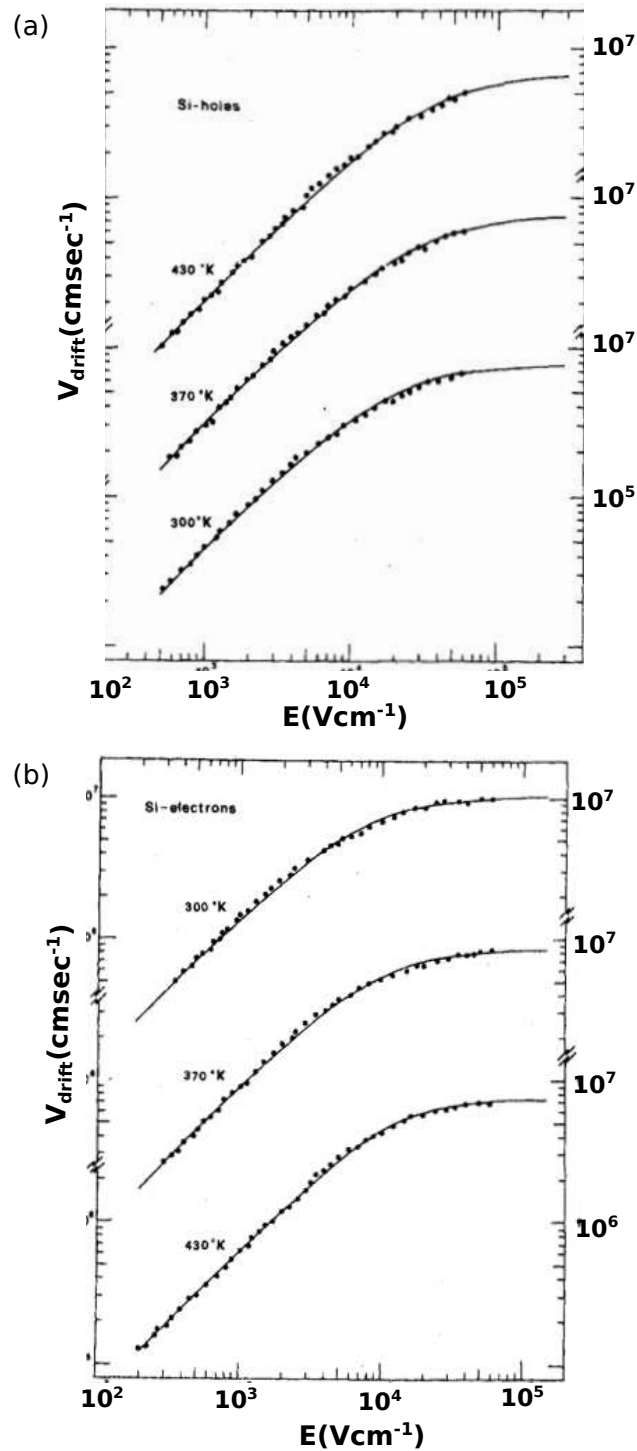 (a)
10⁷
Si-holes
10⁷
430°K
V_drift(cmsec⁻¹)
10⁷
370°K
10⁵
300°K
10² 10³ 10⁴ 10⁵
E(Vcm⁻¹)
(b)
10⁷
Si-electrons
300°K
V_drift(cmsec⁻¹)
10⁷
370°K
10⁷
10⁶
430°K
10² 10³ 10⁴ 10⁵
E(Vcm⁻¹)